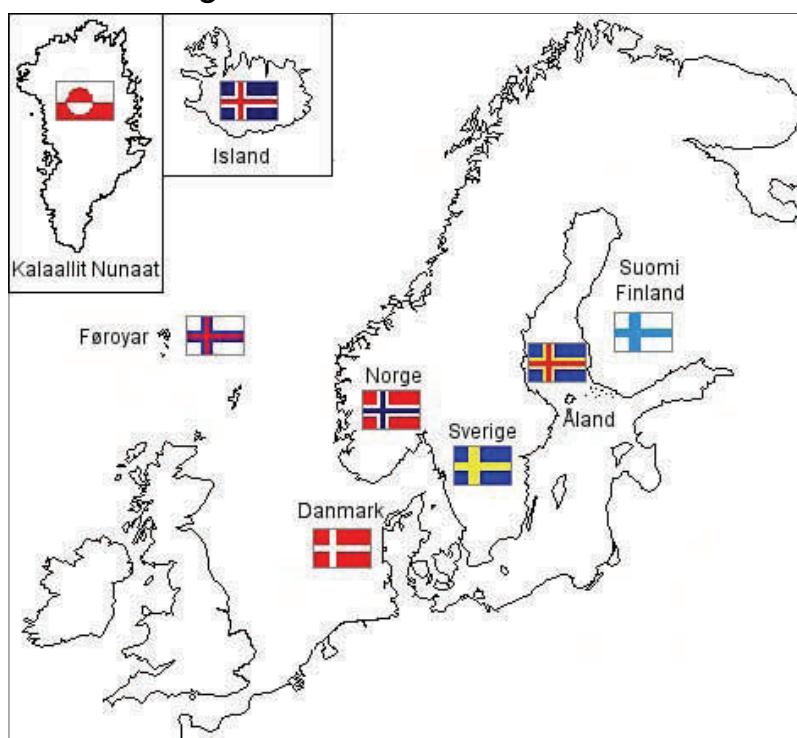 Kalaallit Nunaat
Island
Føroyar
Suomi
Finland
Norge
Sverige
Åland
Danmark